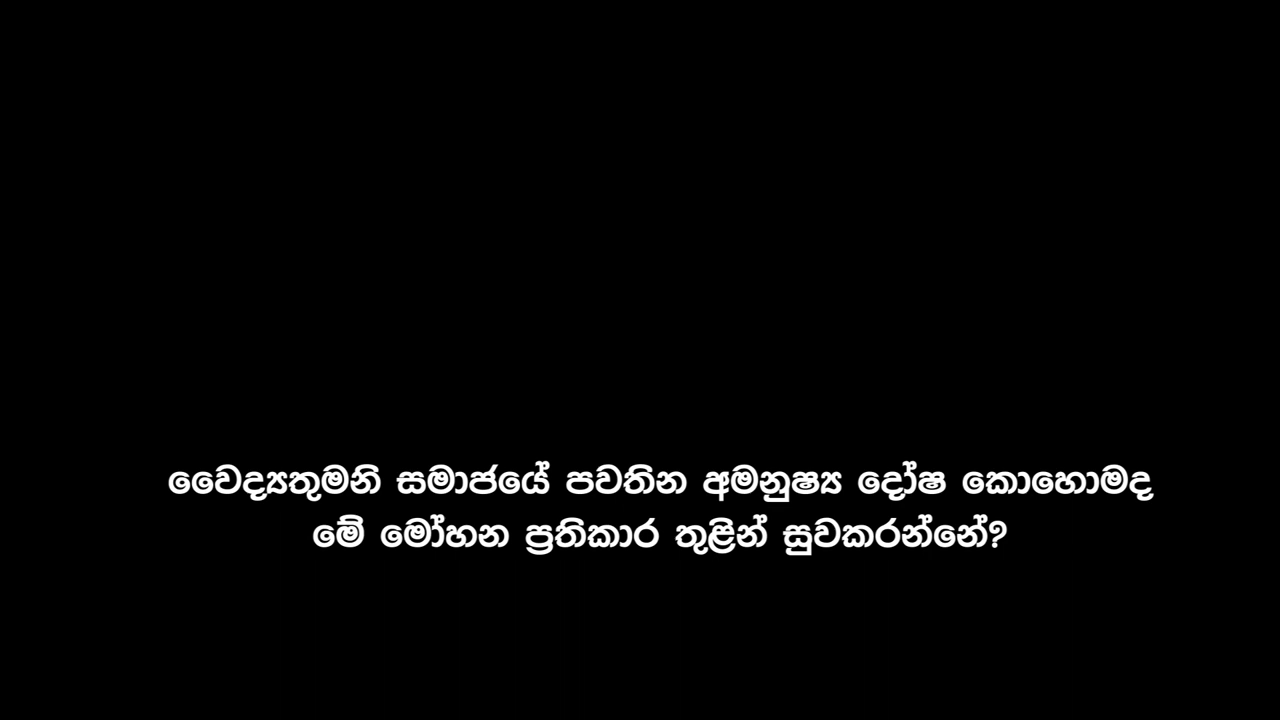 වෛද්‍යතුමනි සමාජයේ පවතින අමනුෂ්‍ය දෝෂ කොහොමද
මේ මෝහන ප්‍රතිකාර තුළින් සුවකරන්නේ?